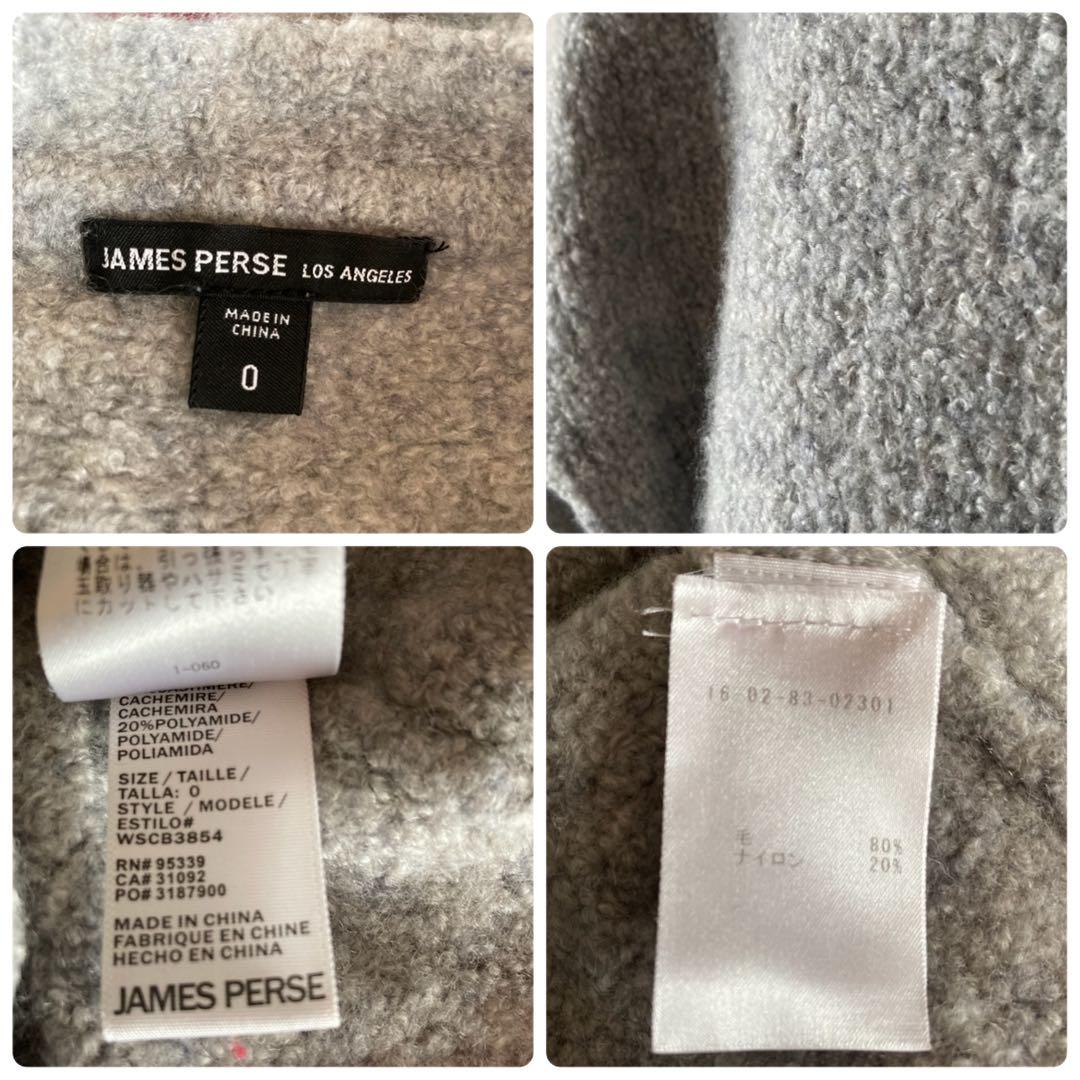 JAMES PERSE LOS ANGELES
MADE IN
CHINA
0
1-060
CACHEMIRE/
CACHEMIRA
20%POLYAMIDE/
POLYAMIDE/
POLIAMIDA
SIZE / TAILLE /
TALLA: 0
STYLE / MODELE /
ESTILO#
WSCB3854
RN# 95339
CA# 31092
PO# 3187900
MADE IN CHINA
FABRIQUE EN CHINE
HECHO EN CHINA
JAMES PERSE
16 02-83-02301
毛 80%
ナイロン 20%